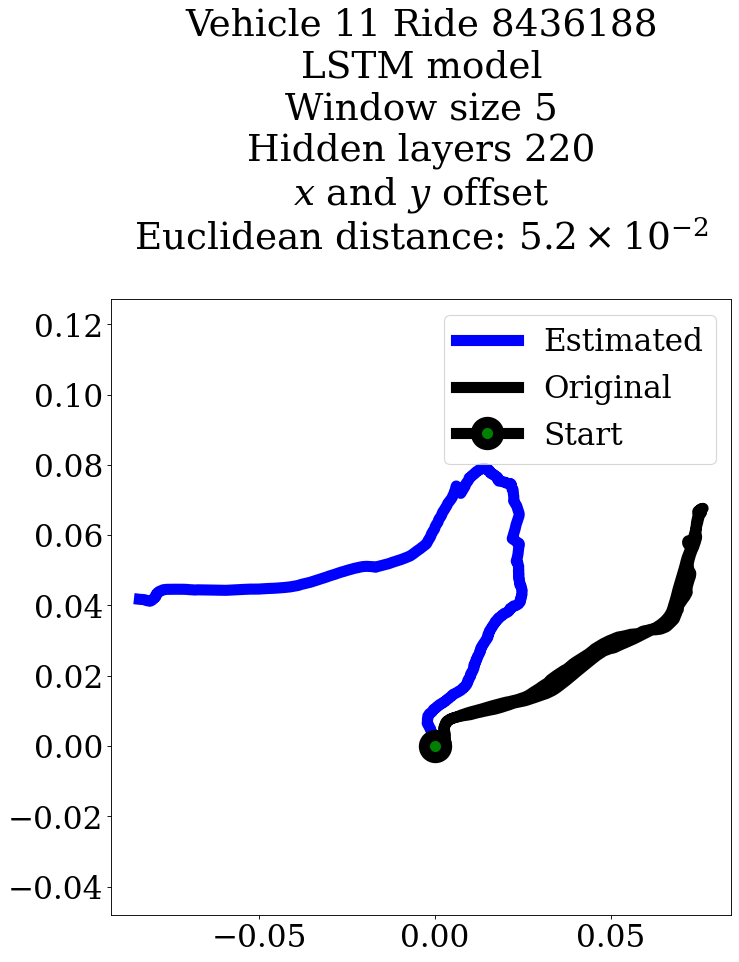 Vehicle 11 Ride 8436188
LSTM model
Window size 5
Hidden layers 220
x and y offset
Euclidean distance: 5.2 × 10⁻²
Estimated
Original
Start
0.12
0.10
0.08
0.06
0.04
0.02
0.00
−0.02
−0.04
−0.05 0.00 0.05